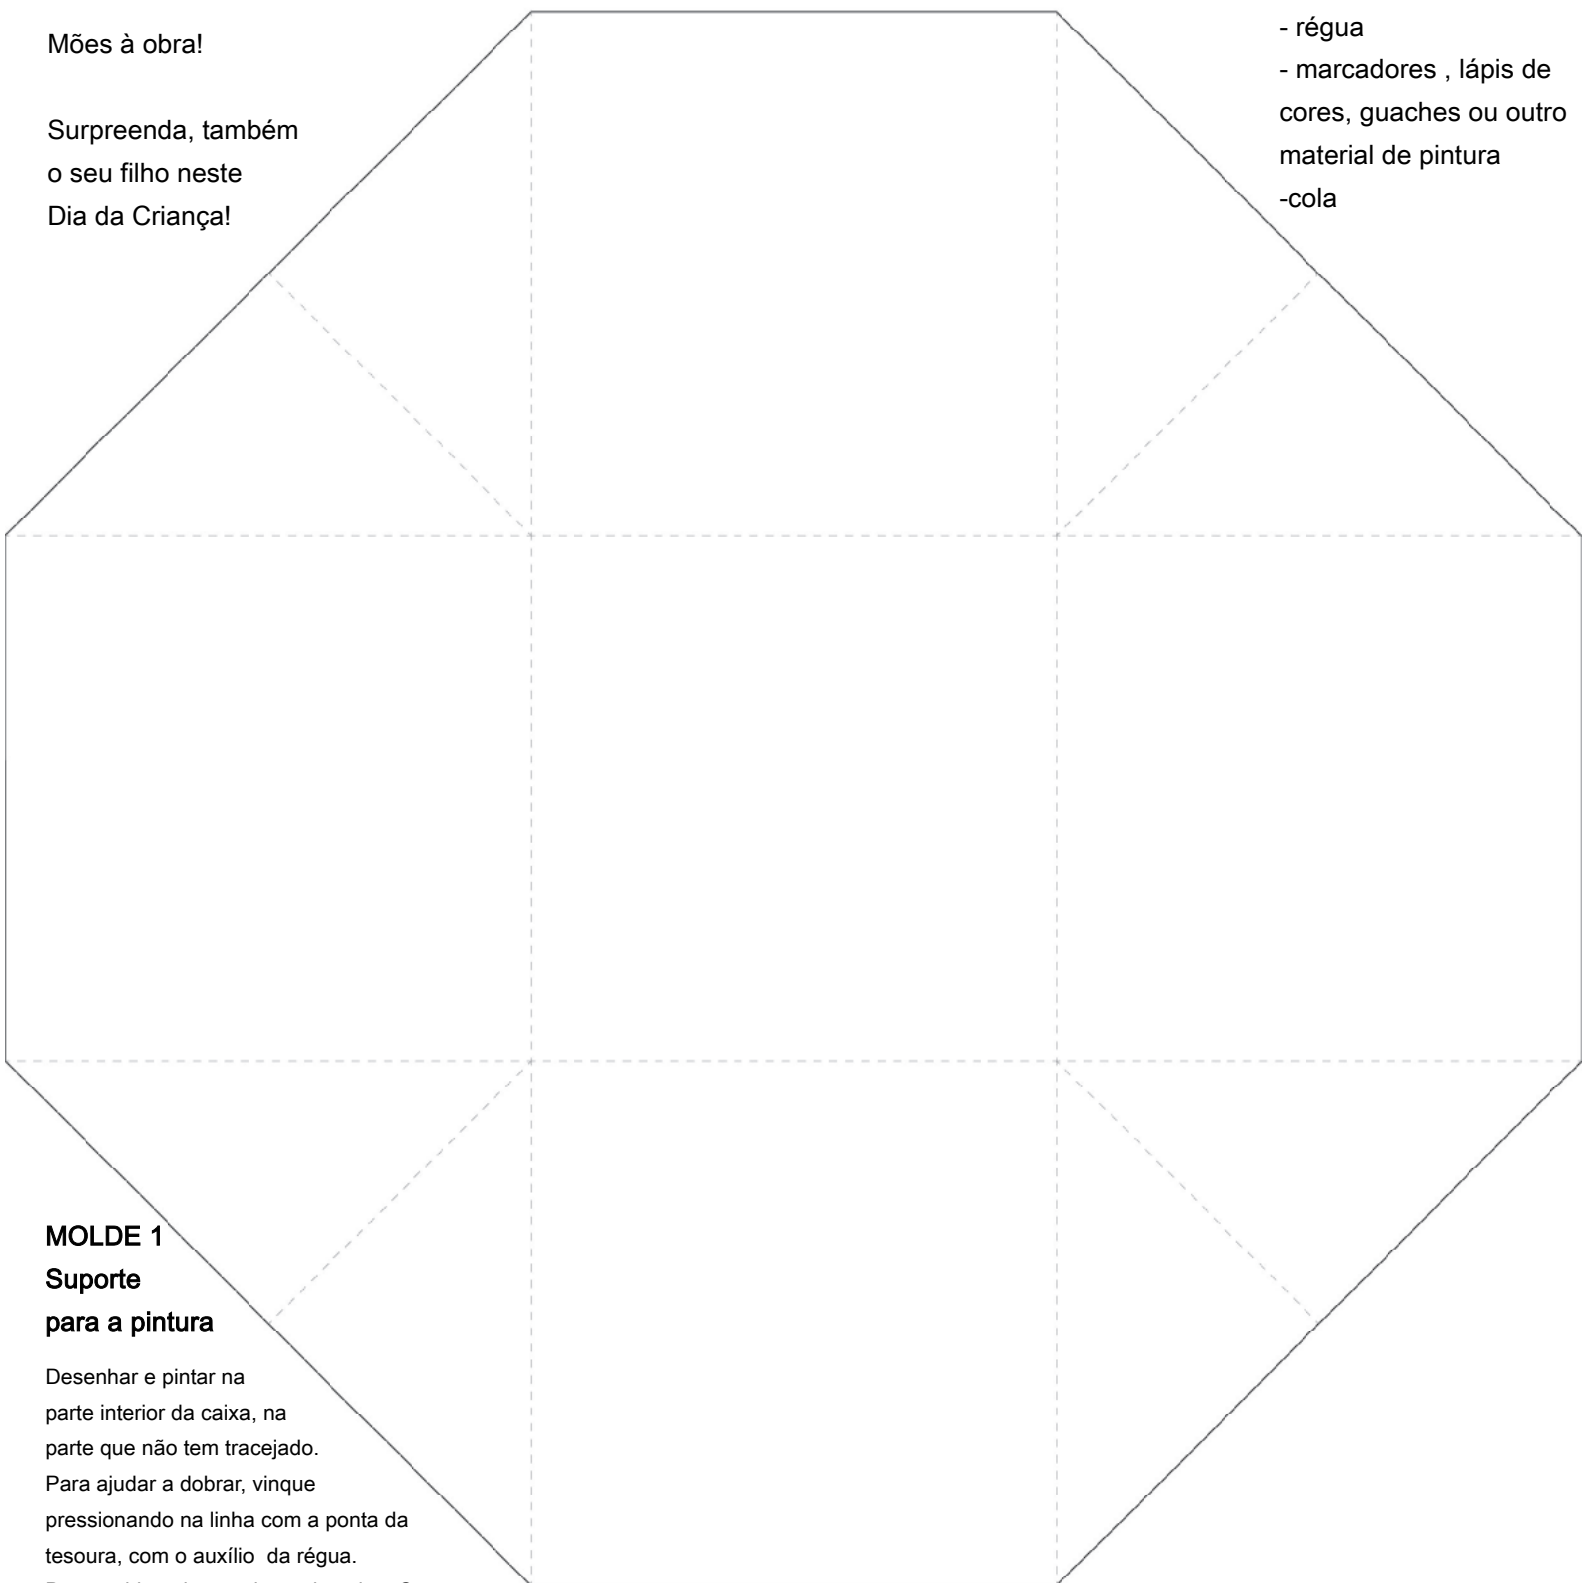 Mões à obra!
Surpreenda, também
o seu filho neste
Dia da Criança!
- régua
- marcadores , lápis de
cores, guaches ou outro
material de pintura
-cola
MOLDE 1
Suporte
para a pintura
Desenhar e pintar na
parte interior da caixa, na
parte que não tem tracejado.
Para ajudar a dobrar, vinque
pressionando na linha com a ponta da
tesoura, com o auxílio da régua.